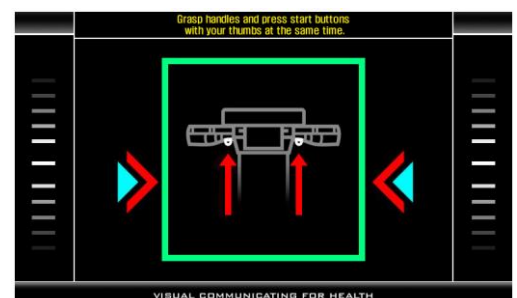 Grasp handles and press start buttons
with your thumbs at the same time.
VISUAL COMMUNICATING FOR HEALTH